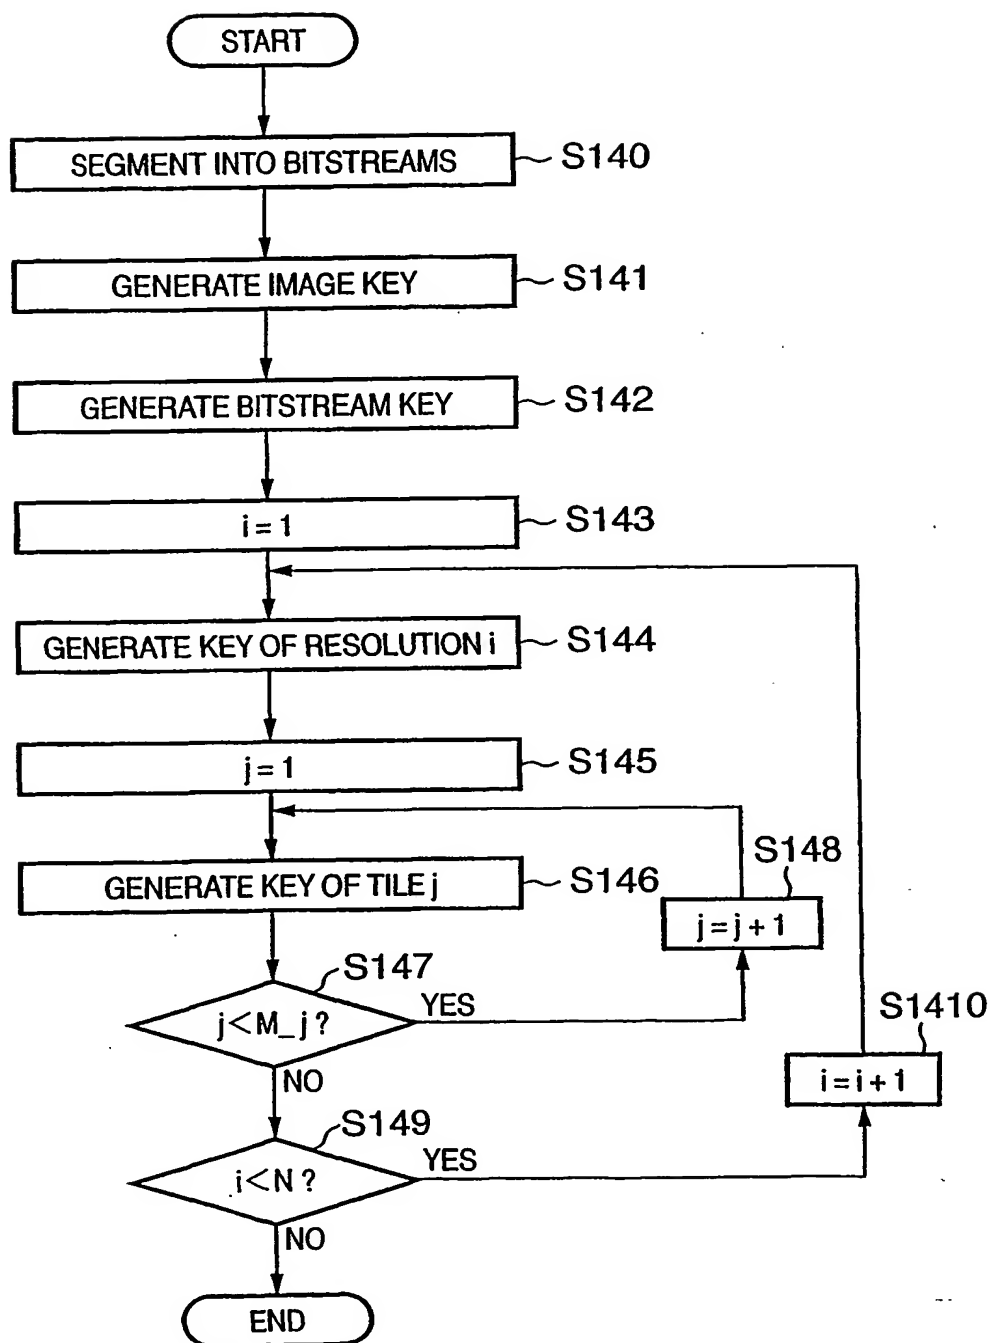 START
SEGMENT INTO BITSTREAMS
S140
GENERATE IMAGE KEY
S141
GENERATE BITSTREAM KEY
S142
i = 1
S143
GENERATE KEY OF RESOLUTION i
S144
j = 1
S145
GENERATE KEY OF TILE j
S146
S148
j = j + 1
S147
j < M_j ?
YES
NO
S1410
i = i + 1
S149
i < N ?
YES
NO
END